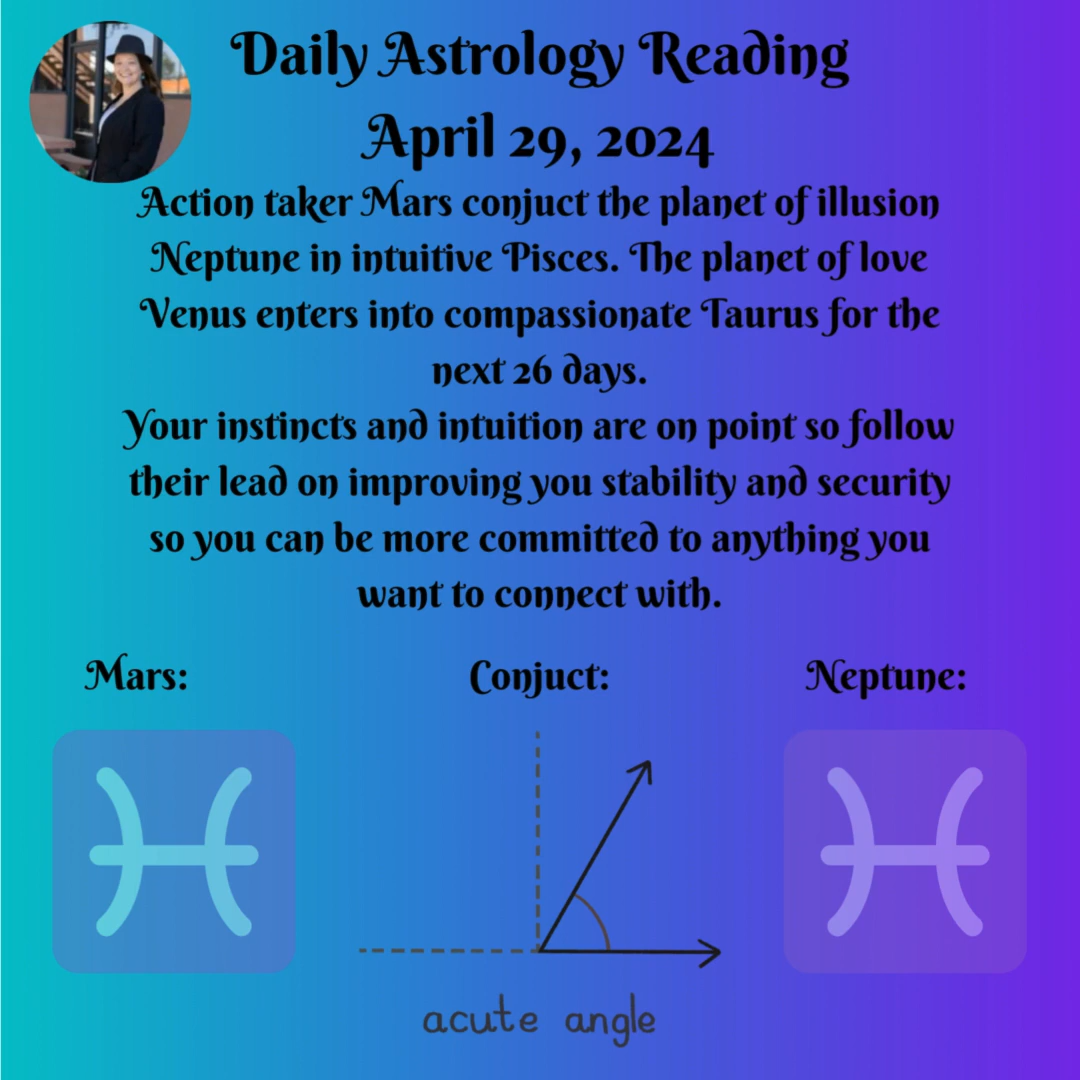 Daily Astrology Reading
April 29, 2024
Action taker Mars conjuct the planet of illusion
Neptune in intuitive Pisces. The planet of love
Venus enters into compassionate Taurus for the
next 26 days.
Your instincts and intuition are on point so follow
their lead on improving you stability and security
so you can be more committed to anything you
want to connect with.
Mars:
Conjuct:
Neptune:
acute angle